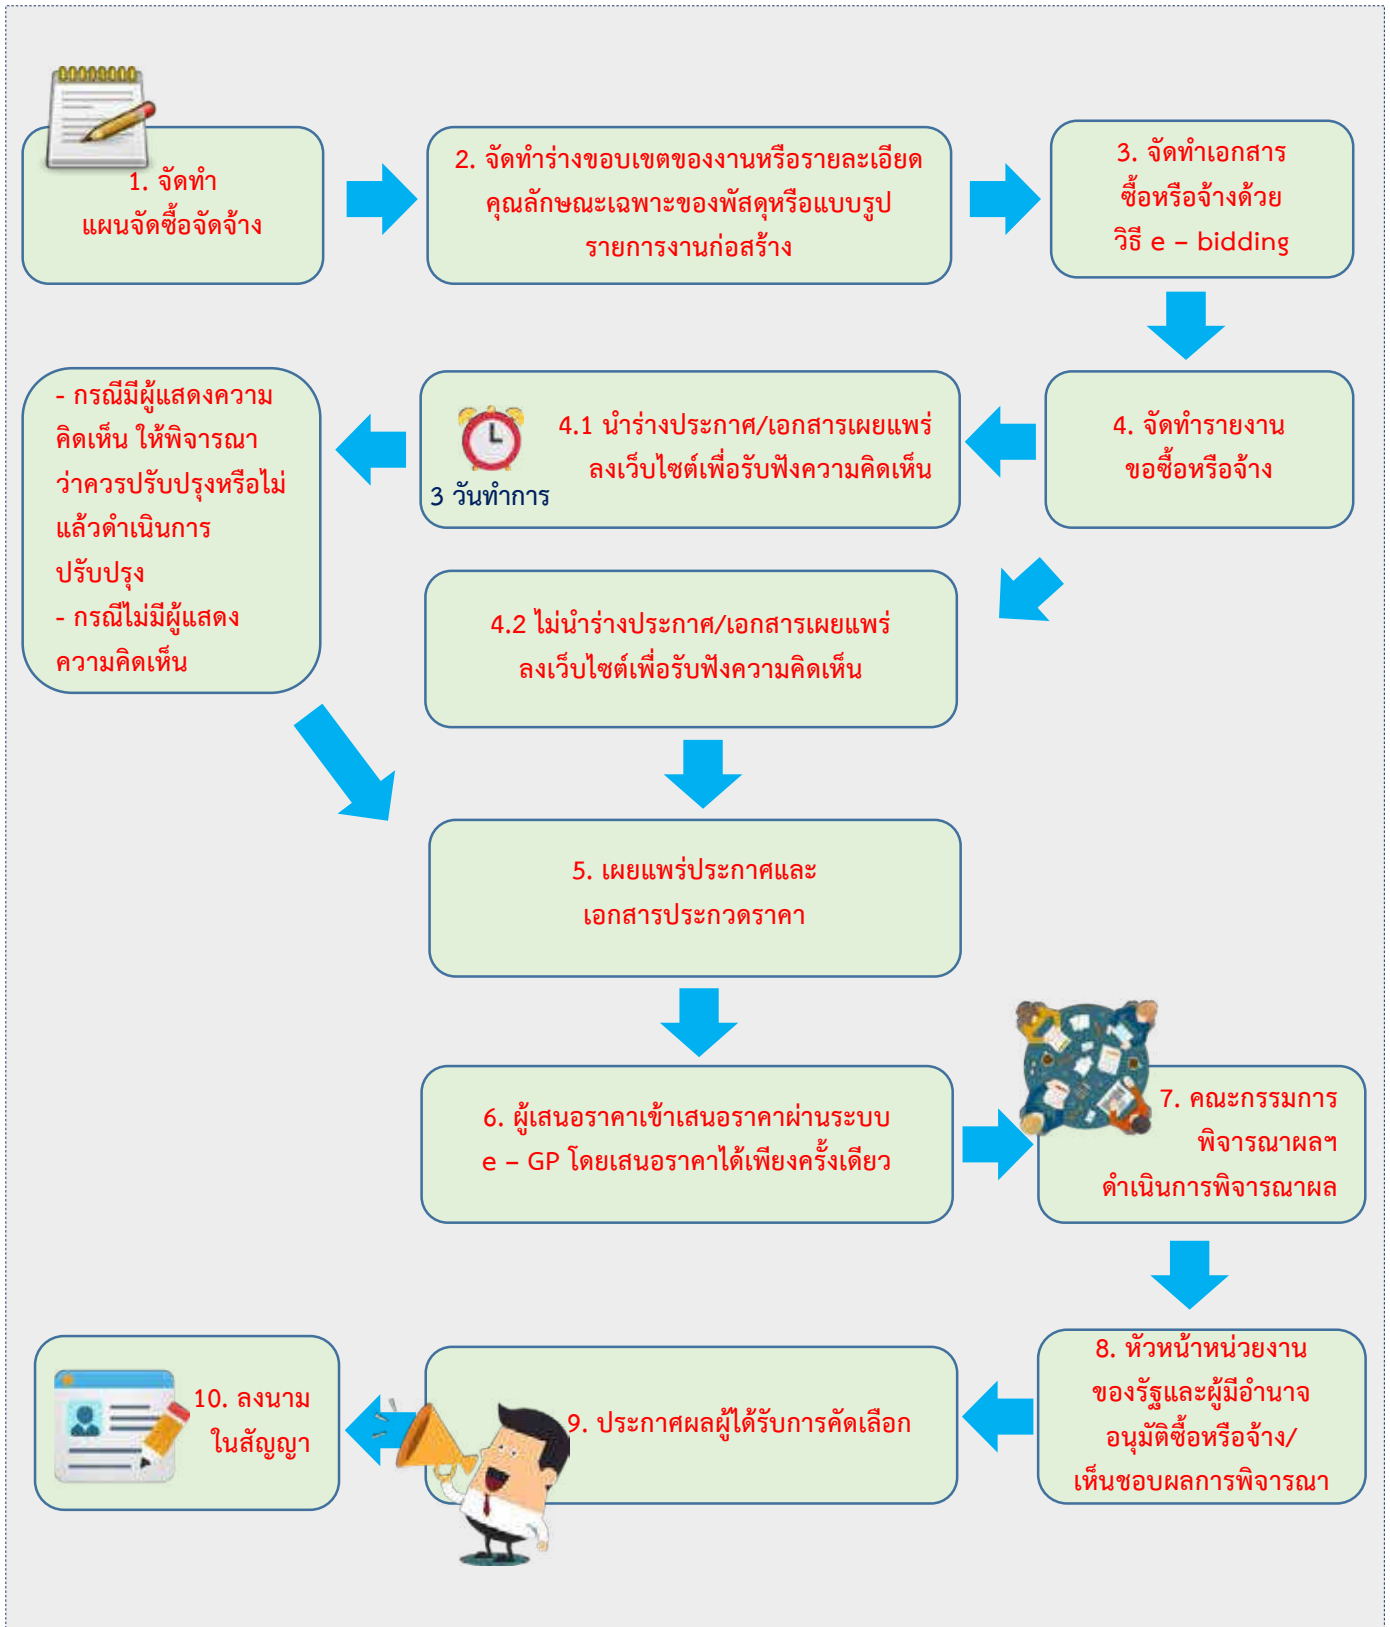 1. จัดทำ
แผนจัดซื้อจัดจ้าง
2. จัดทำร่างขอบเขตของงานหรือรายละเอียด
คุณลักษณะเฉพาะของพัสดุหรือแบบรูป
รายการงานก่อสร้าง
3. จัดทำเอกสาร
ซื้อหรือจ้างด้วย
วิธี e – bidding
4. จัดทำรายงาน
ขอซื้อหรือจ้าง
4.1 นำร่างประกาศ/เอกสารเผยแพร่
ลงเว็บไซต์เพื่อรับฟังความคิดเห็น
3 วันทำการ
- กรณีมีผู้แสดงความ
คิดเห็น ให้พิจารณา
ว่าควรปรับปรุงหรือไม่
แล้วดำเนินการ
ปรับปรุง
- กรณีไม่มีผู้แสดง
ความคิดเห็น
4.2 ไม่นำร่างประกาศ/เอกสารเผยแพร่
ลงเว็บไซต์เพื่อรับฟังความคิดเห็น
5. เผยแพร่ประกาศและ
เอกสารประกวดราคา
6. ผู้เสนอราคาเข้าเสนอราคาผ่านระบบ
e – GP โดยเสนอราคาได้เพียงครั้งเดียว
7. คณะกรรมการ
พิจารณาผลฯ
ดำเนินการพิจารณาผล
8. หัวหน้าหน่วยงาน
ของรัฐและผู้มีอำนาจ
อนุมัติซื้อหรือจ้าง/
เห็นชอบผลการพิจารณา
9. ประกาศผลผู้ได้รับการคัดเลือก
10. ลงนาม
ในสัญญา